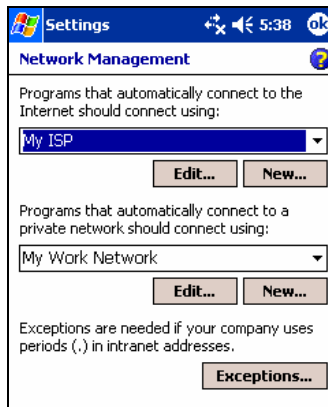 Settings 5:38 ok
Network Management ?
Programs that automatically connect to the
Internet should connect using:
My ISP
Edit... New...
Programs that automatically connect to a
private network should connect using:
My Work Network
Edit... New...
Exceptions are needed if your company uses
periods (.) in intranet addresses.
Exceptions...